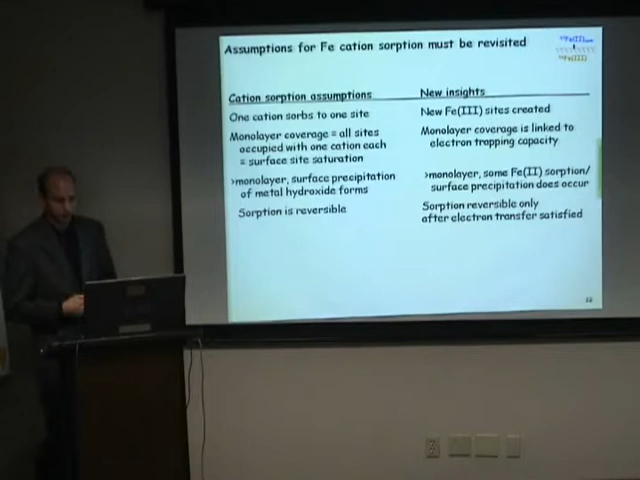 Assumptions for Fe cation sorption must be revisited
Cation sorption assumptions
New insights
One cation sorbs to one site
New Fe(III) sites created
Monolayer coverage = all sites
occupied with one cation each
= surface site saturation
Monolayer coverage is linked to
electron trapping capacity
>monolayer, surface precipitation
of metal hydroxide forms
>monolayer, some Fe(II) sorption/
surface precipitation does occur
Sorption is reversible
Sorption reversible only
after electron transfer satisfied